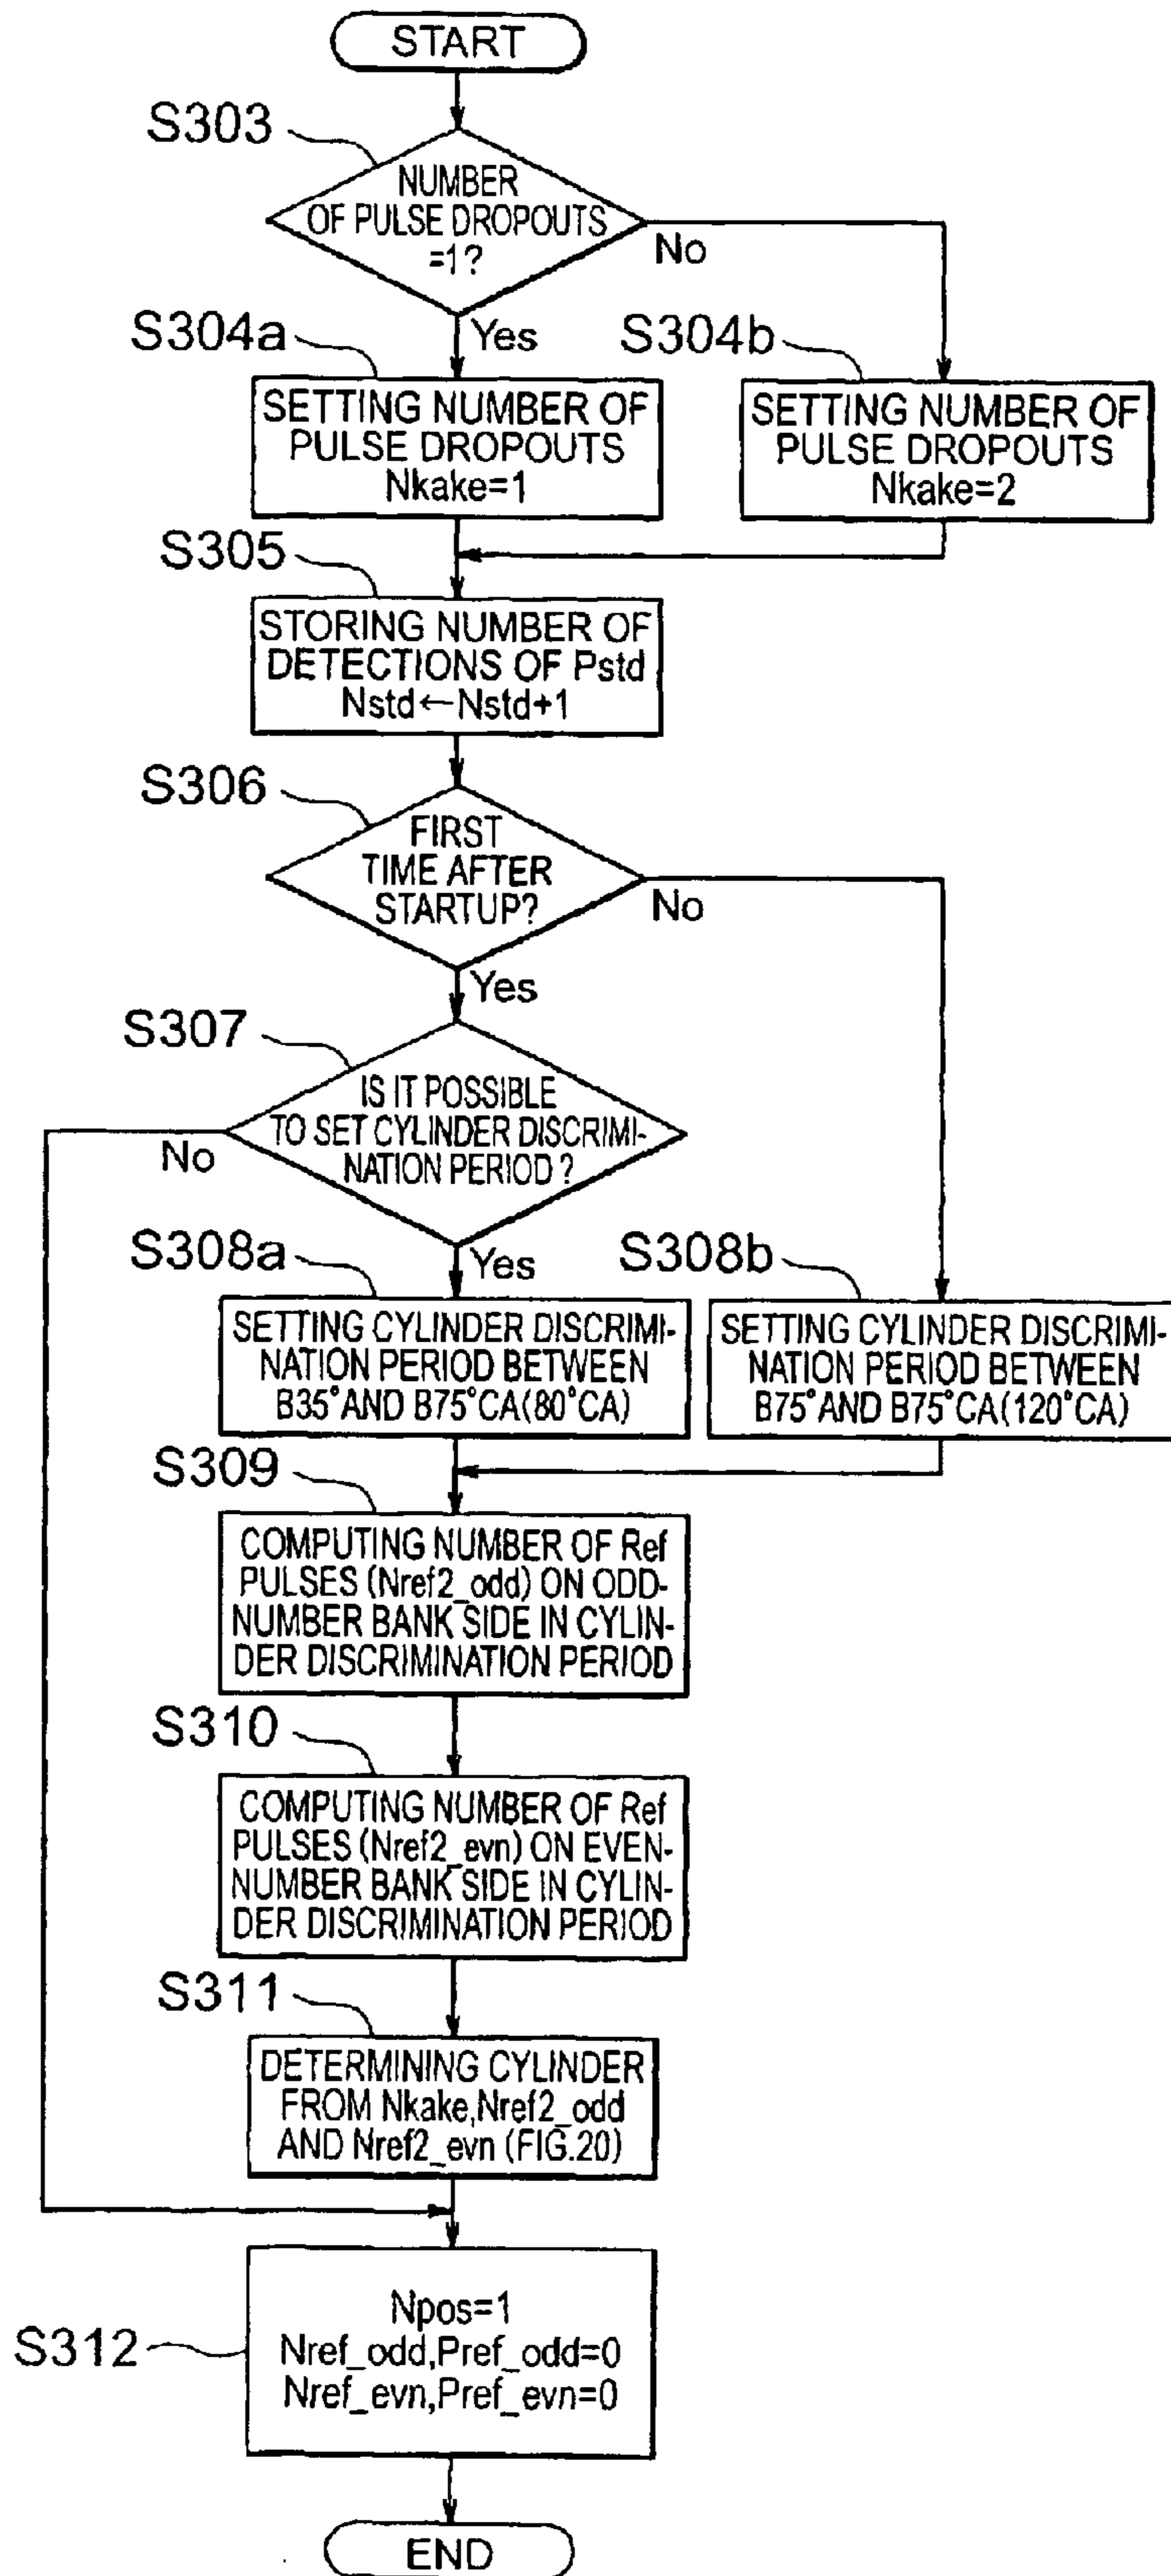 START
S303
NUMBER
OF PULSE DROPOUTS
=1?
No
Yes
S304a
SETTING NUMBER OF
PULSE DROPOUTS
Nkake=1
S304b
SETTING NUMBER OF
PULSE DROPOUTS
Nkake=2
S305
STORING NUMBER OF
DETECTIONS OF Pstd
Nstd←Nstd+1
S306
FIRST
TIME AFTER
STARTUP?
No
Yes
S307
IS IT POSSIBLE
TO SET CYLINDER DISCRIMI-
NATION PERIOD?
No
Yes
S308a
SETTING CYLINDER DISCRIMI-
NATION PERIOD BETWEEN
B35°AND B75°CA(80°CA)
S308b
SETTING CYLINDER DISCRIMI-
NATION PERIOD BETWEEN
B75°AND B75°CA(120°CA)
S309
COMPUTING NUMBER OF Ref
PULSES (Nref2_odd) ON ODD-
NUMBER BANK SIDE IN CYLIN-
DER DISCRIMINATION PERIOD
S310
COMPUTING NUMBER OF Ref
PULSES (Nref2_evn) ON EVEN-
NUMBER BANK SIDE IN CYLIN-
DER DISCRIMINATION PERIOD
S311
DETERMINING CYLINDER
FROM Nkake,Nref2_odd
AND Nref2_evn (FIG.20)
S312
Npos=1
Nref_odd,Pref_odd=0
Nref_evn,Pref_evn=0
END